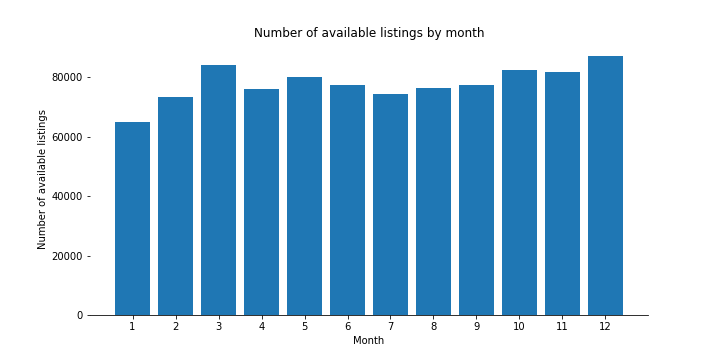 Number of available listings by month
Number of available listings
80000
60000
40000
20000
0
1 2 3 4 5 6 7 8 9 10 11 12
Month